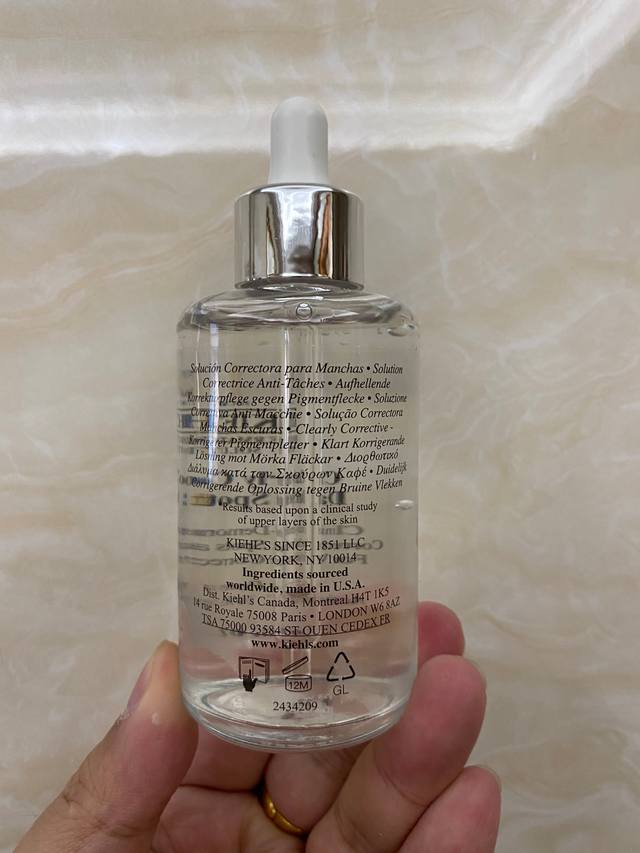 Solución Correctora para Manchas • Solution
Correctrice Anti-Tâches • Aufhellende
Korrekturpflege gegen Pigmentflecke • Soluzione
Correttiva Anti Macchie • Solução Correctora
Manchas Escuras • Clearly Corrective -
Korrigerer Pigmentpletter • Klart Korrigerande
Lösning mot Mörka Fläckar • Διορθωτικό
Διάλυμα κατά των Σκούρων Καφέ • Duidelijk
Corrigerende Oplossing tegen Bruine Vlekken
*Results based upon a clinical study
of upper layers of the skin
KIEHL'S SINCE 1851 LLC
NEW YORK, NY 10014
Ingredients sourced
worldwide, made in U.S.A.
Dist. Kiehl's Canada, Montreal H4T 1K5
14 rue Royale 75008 Paris • LONDON W6 8AZ
TSA 75000 93584 ST OUEN CEDEX FR
www.kiehls.com
12M
GL
2434209